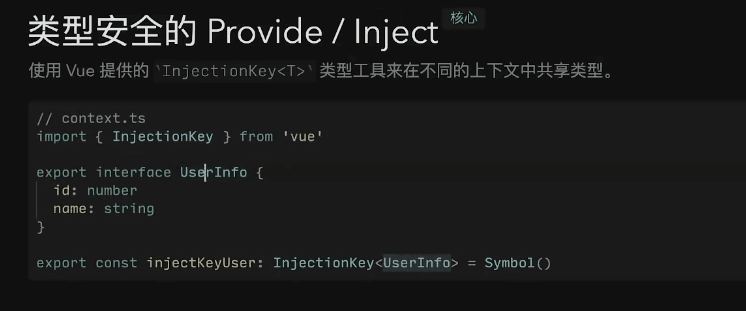 类型安全的 Provide / Inject 核心
使用 Vue 提供的 `InjectionKey<T>` 类型工具来在不同的上下文中共享类型。
// context.ts
import { InjectionKey } from 'vue'
export interface UserInfo {
id: number
name: string
}
export const injectKeyUser: InjectionKey<UserInfo> = Symbol()